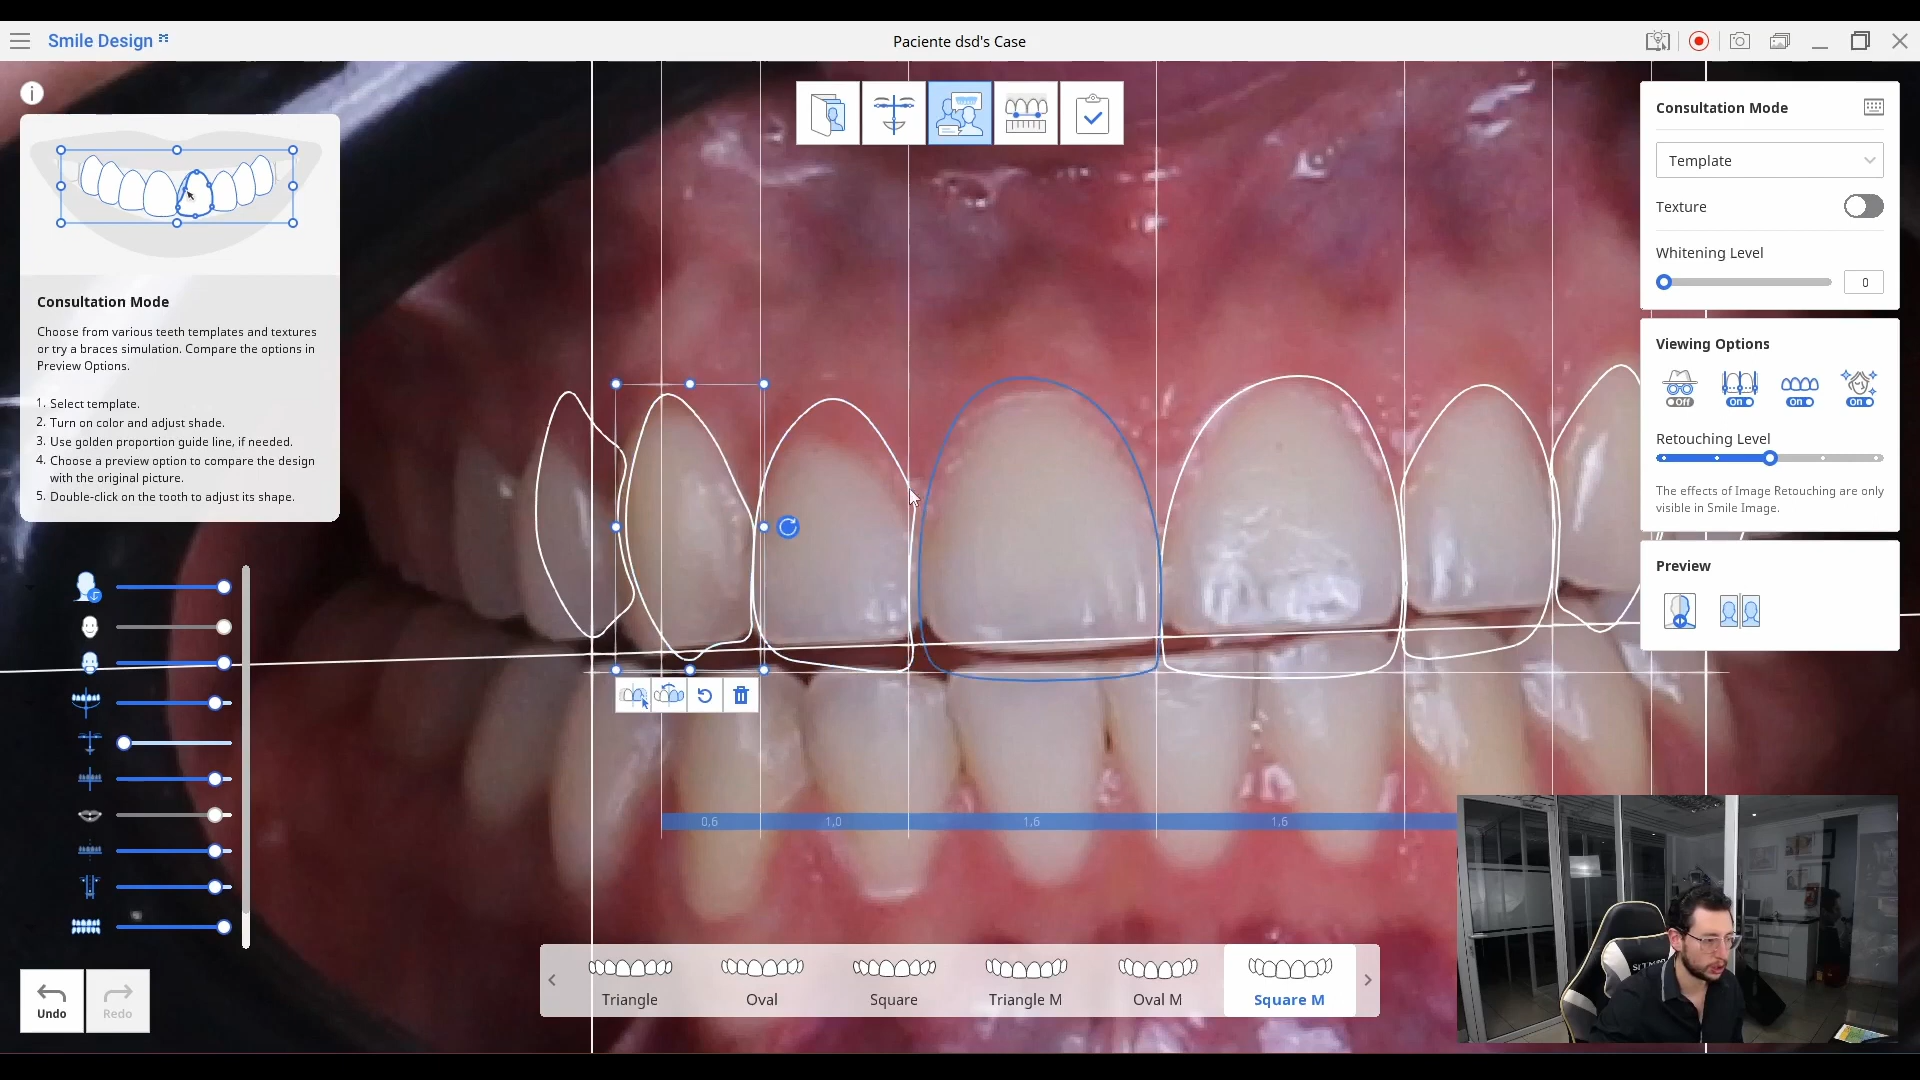 Smile Design
Paciente dsd's Case
i
Consultation Mode
Choose from various teeth templates and textures
or try a braces simulation. Compare the options in
Preview Options.
1. Select template.
2. Turn on color and adjust shade.
3. Use golden proportion guide line, if needed.
4. Choose a preview option to compare the design
with the original picture.
5. Double-click on the tooth to adjust its shape.
Consultation Mode
Template
Texture
Whitening Level
0
Viewing Options
Off
On
On
On
Retouching Level
The effects of Image Retouching are only
visible in Smile Image.
Preview
0,6
1,0
1,6
1,6
Undo
Redo
Triangle
Oval
Square
Triangle M
Oval M
Square M